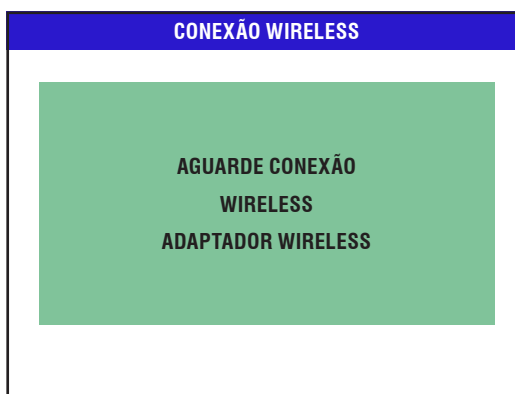 CONEXÃO WIRELESS
AGUARDE CONEXÃO
WIRELESS
ADAPTADOR WIRELESS